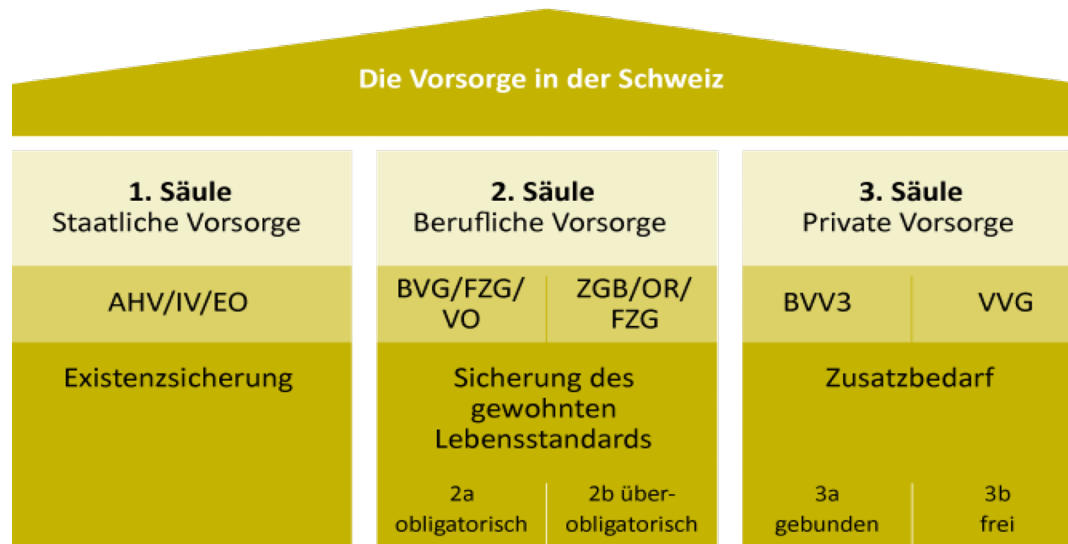 Die Vorsorge in der Schweiz
1. Säule
Staatliche Vorsorge
AHV/IV/EO
Existenzsicherung
2. Säule
Berufliche Vorsorge
BVG/FZG/
VO
ZGB/OR/
FZG
Sicherung des
gewohnten
Lebensstandards
2a
obligatorisch
2b über-
obligatorisch
3. Säule
Private Vorsorge
BVV3
VVG
Zusatzbedarf
3a
gebunden
3b
frei